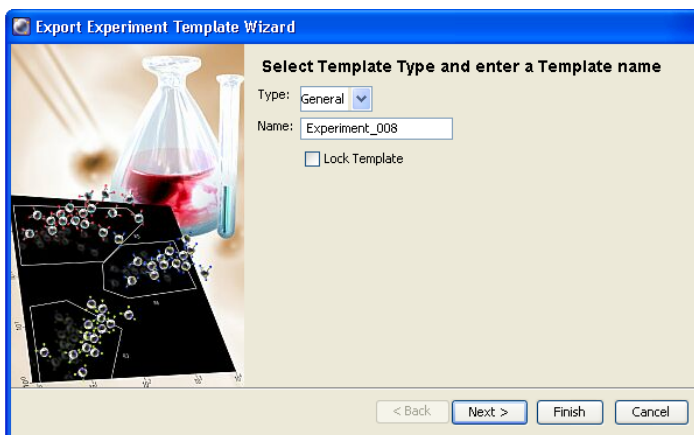 Export Experiment Template Wizard
Select Template Type and enter a Template name
Type: General
Name: Experiment_008
Lock Template
< Back Next > Finish Cancel